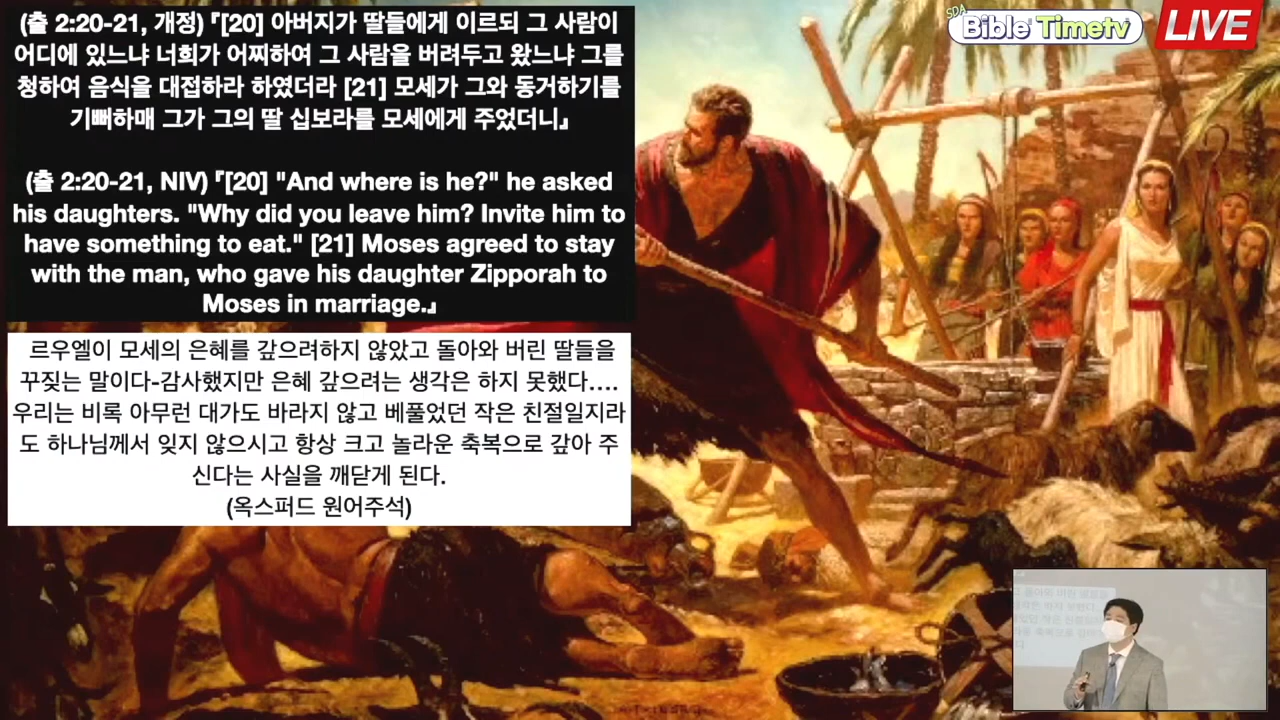 (출 2:20-21, 개정) 『[20] 아버지가 딸들에게 이르되 그 사람이
어디에 있느냐 너희가 어찌하여 그 사람을 버려두고 왔느냐 그를
청하여 음식을 대접하라 하였더라 [21] 모세가 그와 동거하기를
기뻐하매 그가 그의 딸 십보라를 모세에게 주었더니』
(출 2:20-21, NIV) 『[20] "And where is he?" he asked
his daughters. "Why did you leave him? Invite him to
have something to eat." [21] Moses agreed to stay
with the man, who gave his daughter Zipporah to
Moses in marriage.』
르우엘이 모세의 은혜를 갚으려하지 않았고 돌아와 버린 딸들을
꾸짖는 말이다-감사했지만 은혜 갚으려는 생각은 하지 못했다....
우리는 비록 아무런 대가도 바라지 않고 베풀었던 작은 친절일지라
도 하나님께서 잊지 않으시고 항상 크고 놀라운 축복으로 갚아 주
신다는 사실을 깨닫게 된다.
(옥스퍼드 원어주석)
SDA
Bible Timetv
LIVE